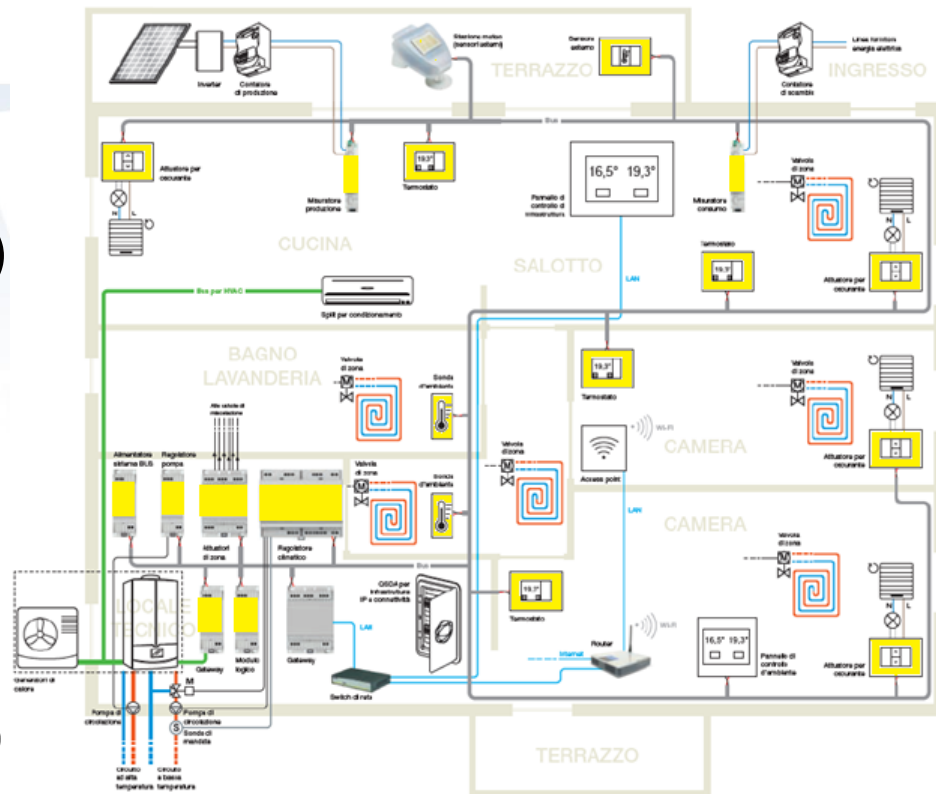 Inverter
Contatore
di produzione
Stazione meteo
(sensori esterni)
TERRAZZO
Sensore
esterno
Contatore
di scambio
Linea fornitura
energia elettrica
INGRESSO
Bus
Attuatore per
oscurante
N L
Misuratore
produzione
19,3°
Termostato
CUCINA
Pannello di
controllo di
infrastruttura
16,5° 19,3°
SALOTTO
LAN
Misuratore
consumo
Valvola
di zona
M
N L
Attuatore per
oscurante
Termostato
19,3°
Bus per HVAC
Split per condizionamento
BAGNO
LAVANDERIA
Valvola
di zona
M
Sonda
d'ambiente
19,3°
Termostato
Valvola
di zona
M
CAMERA
N L
Attuatore per
oscurante
Alle valvole di
miscelazione
Alimentatore
sistema BUS
Regolatore
pompa
Attuatori
di zona
Regolatore
climatico
Valvola
di zona
M
Sonda
d'ambiente
Valvola
di zona
M
Wi-Fi
Access point
LAN
CAMERA
Valvola
di zona
M
N L
Attuatore per
oscurante
Bus
LOCALE
TECNICO
Generatori di
calore
Gateway
Modulo
logico
Gateway
LAN
QSDA per
infrastruttura
IP e connettività
19,3°
Termostato
Switch di rete
Internet
Router
Wi-Fi
16,5° 19,3°
Pannello di
controllo
d'ambiente
M
Pompa di
circolazione
Pompa di
circolazione
S
Sonda di
mandata
Circuito
ad alta
temperatura
Circuito
a bassa
temperatura
TERRAZZO